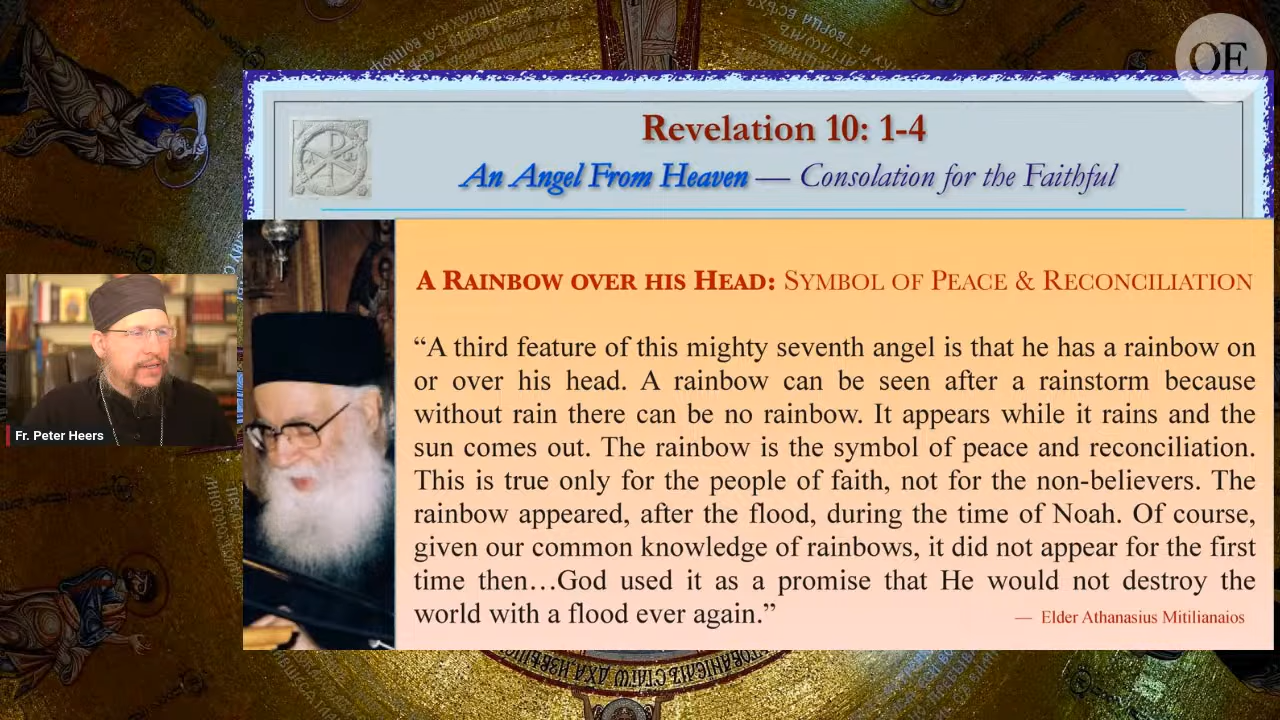 OE
Revelation 10: 1-4
An Angel From Heaven — Consolation for the Faithful
A RAINBOW OVER HIS HEAD: SYMBOL OF PEACE & RECONCILIATION
“A third feature of this mighty seventh angel is that he has a rainbow on
or over his head. A rainbow can be seen after a rainstorm because
without rain there can be no rainbow. It appears while it rains and the
sun comes out. The rainbow is the symbol of peace and reconciliation.
This is true only for the people of faith, not for the non-believers. The
rainbow appeared, after the flood, during the time of Noah. Of course,
given our common knowledge of rainbows, it did not appear for the first
time then…God used it as a promise that He would not destroy the
world with a flood ever again.”
— Elder Athanasius Mitilianaios
Fr. Peter Heers